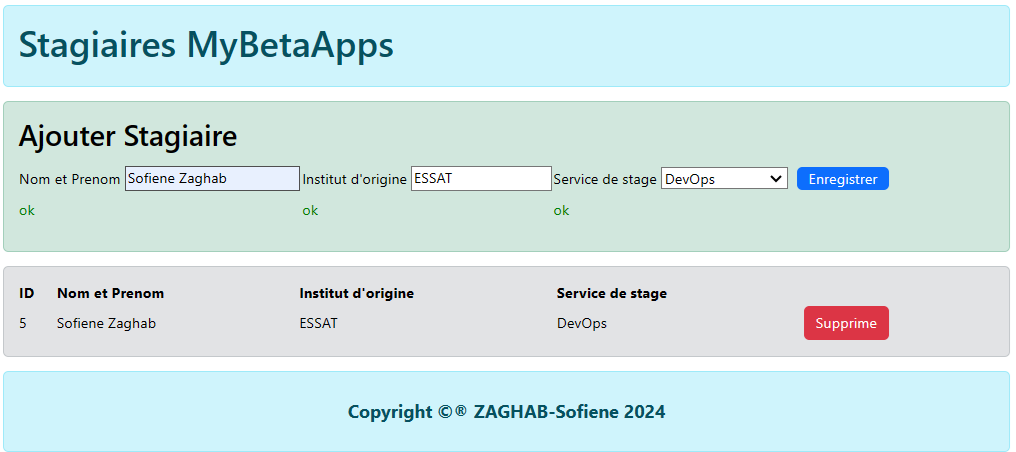 Stagiaires MyBetaApps
Ajouter Stagiaire
Nom et Prenom Sofiene Zaghab Institut d'origine ESSAT Service de stage DevOps Enregistrer
ok ok ok
ID Nom et Prenom Institut d'origine Service de stage
5 Sofiene Zaghab ESSAT DevOps Supprime
Copyright ©® ZAGHAB-Sofiene 2024